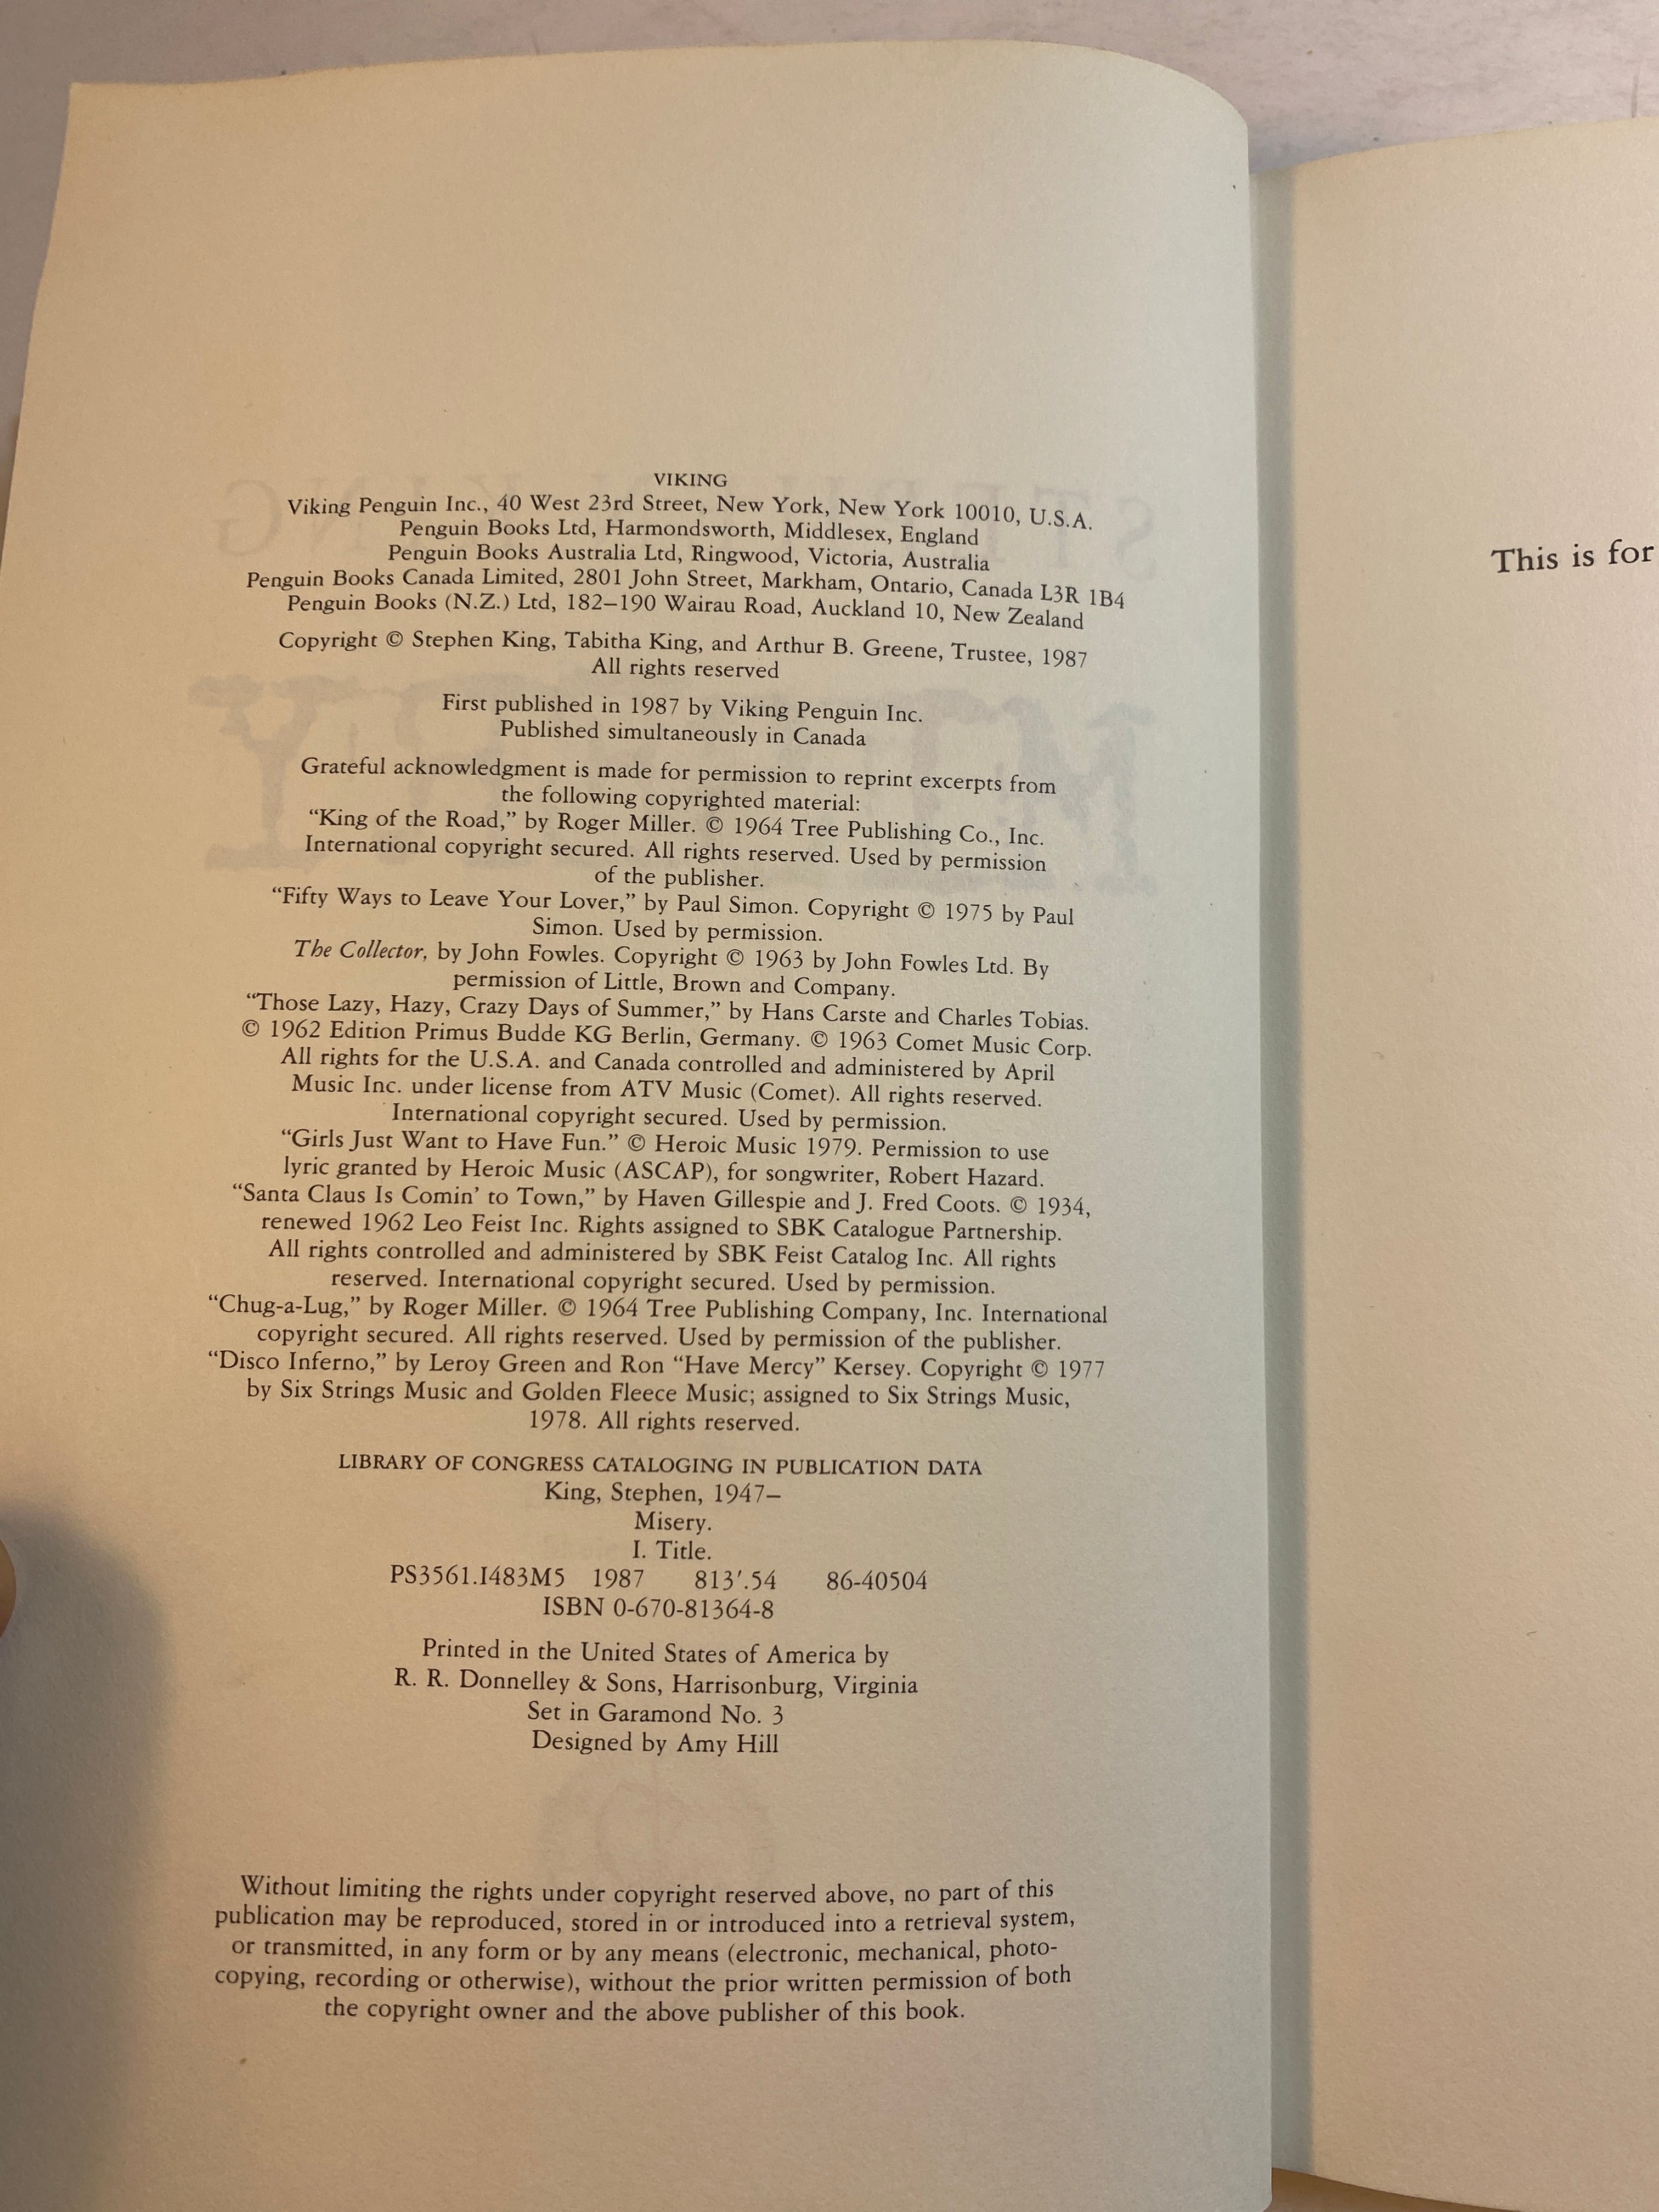 VIKING
Viking Penguin Inc., 40 West 23rd Street, New York, New York 10010, U.S.A.
Penguin Books Ltd, Harmondsworth, Middlesex, England
Penguin Books Australia Ltd, Ringwood, Victoria, Australia
Penguin Books Canada Limited, 2801 John Street, Markham, Ontario, Canada L3R 1B4
Penguin Books (N.Z.) Ltd, 182–190 Wairau Road, Auckland 10, New Zealand
Copyright © Stephen King, Tabitha King, and Arthur B. Greene, Trustee, 1987
All rights reserved
First published in 1987 by Viking Penguin Inc.
Published simultaneously in Canada
Grateful acknowledgment is made for permission to reprint excerpts from
the following copyrighted material:
“King of the Road,” by Roger Miller. © 1964 Tree Publishing Co., Inc.
International copyright secured. All rights reserved. Used by permission
of the publisher.
“Fifty Ways to Leave Your Lover,” by Paul Simon. Copyright © 1975 by Paul
Simon. Used by permission.
The Collector, by John Fowles. Copyright © 1963 by John Fowles Ltd. By
permission of Little, Brown and Company.
“Those Lazy, Hazy, Crazy Days of Summer,” by Hans Carste and Charles Tobias.
© 1962 Edition Primus Budde KG Berlin, Germany. © 1963 Comet Music Corp.
All rights for the U.S.A. and Canada controlled and administered by April
Music Inc. under license from ATV Music (Comet). All rights reserved.
International copyright secured. Used by permission.
“Girls Just Want to Have Fun.” © Heroic Music 1979. Permission to use
lyric granted by Heroic Music (ASCAP), for songwriter, Robert Hazard.
“Santa Claus Is Comin’ to Town,” by Haven Gillespie and J. Fred Coots. © 1934,
renewed 1962 Leo Feist Inc. Rights assigned to SBK Catalogue Partnership.
All rights controlled and administered by SBK Feist Catalog Inc. All rights
reserved. International copyright secured. Used by permission.
“Chug-a-Lug,” by Roger Miller. © 1964 Tree Publishing Company, Inc. International
copyright secured. All rights reserved. Used by permission of the publisher.
“Disco Inferno,” by Leroy Green and Ron “Have Mercy” Kersey. Copyright © 1977
by Six Strings Music and Golden Fleece Music; assigned to Six Strings Music,
1978. All rights reserved.
LIBRARY OF CONGRESS CATALOGING IN PUBLICATION DATA
King, Stephen, 1947–
Misery.
I. Title.
PS3561.I483M5 1987 813′.54 86-40504
ISBN 0-670-81364-8
Printed in the United States of America by
R. R. Donnelley & Sons, Harrisonburg, Virginia
Set in Garamond No. 3
Designed by Amy Hill
Without limiting the rights under copyright reserved above, no part of this
publication may be reproduced, stored in or introduced into a retrieval system,
or transmitted, in any form or by any means (electronic, mechanical, photo-
copying, recording or otherwise), without the prior written permission of both
the copyright owner and the above publisher of this book.
This is for